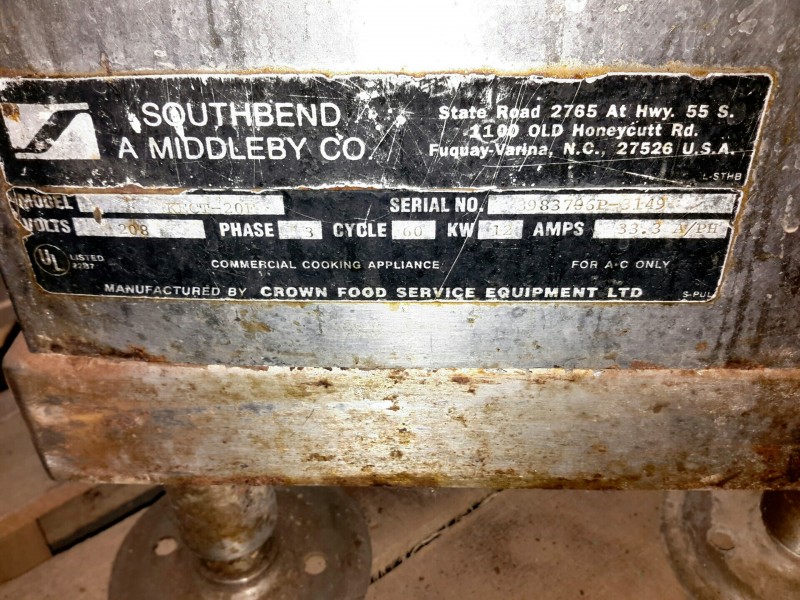 SOUTHBEND
A MIDDLEBY CO.
State Road 2765 At Hwy. 55 S.
1100 OLD Honeycutt Rd.
Fuquay-Varina, N.C., 27526 U.S.A.
L-STHB
MODEL SERIAL NO.
VOLTS 208 PHASE 3 CYCLE 60 KW 12 AMPS 33.3 A/PH
UL LISTED
COMMERCIAL COOKING APPLIANCE FOR A-C ONLY
MANUFACTURED BY CROWN FOOD SERVICE EQUIPMENT LTD
S-PUL